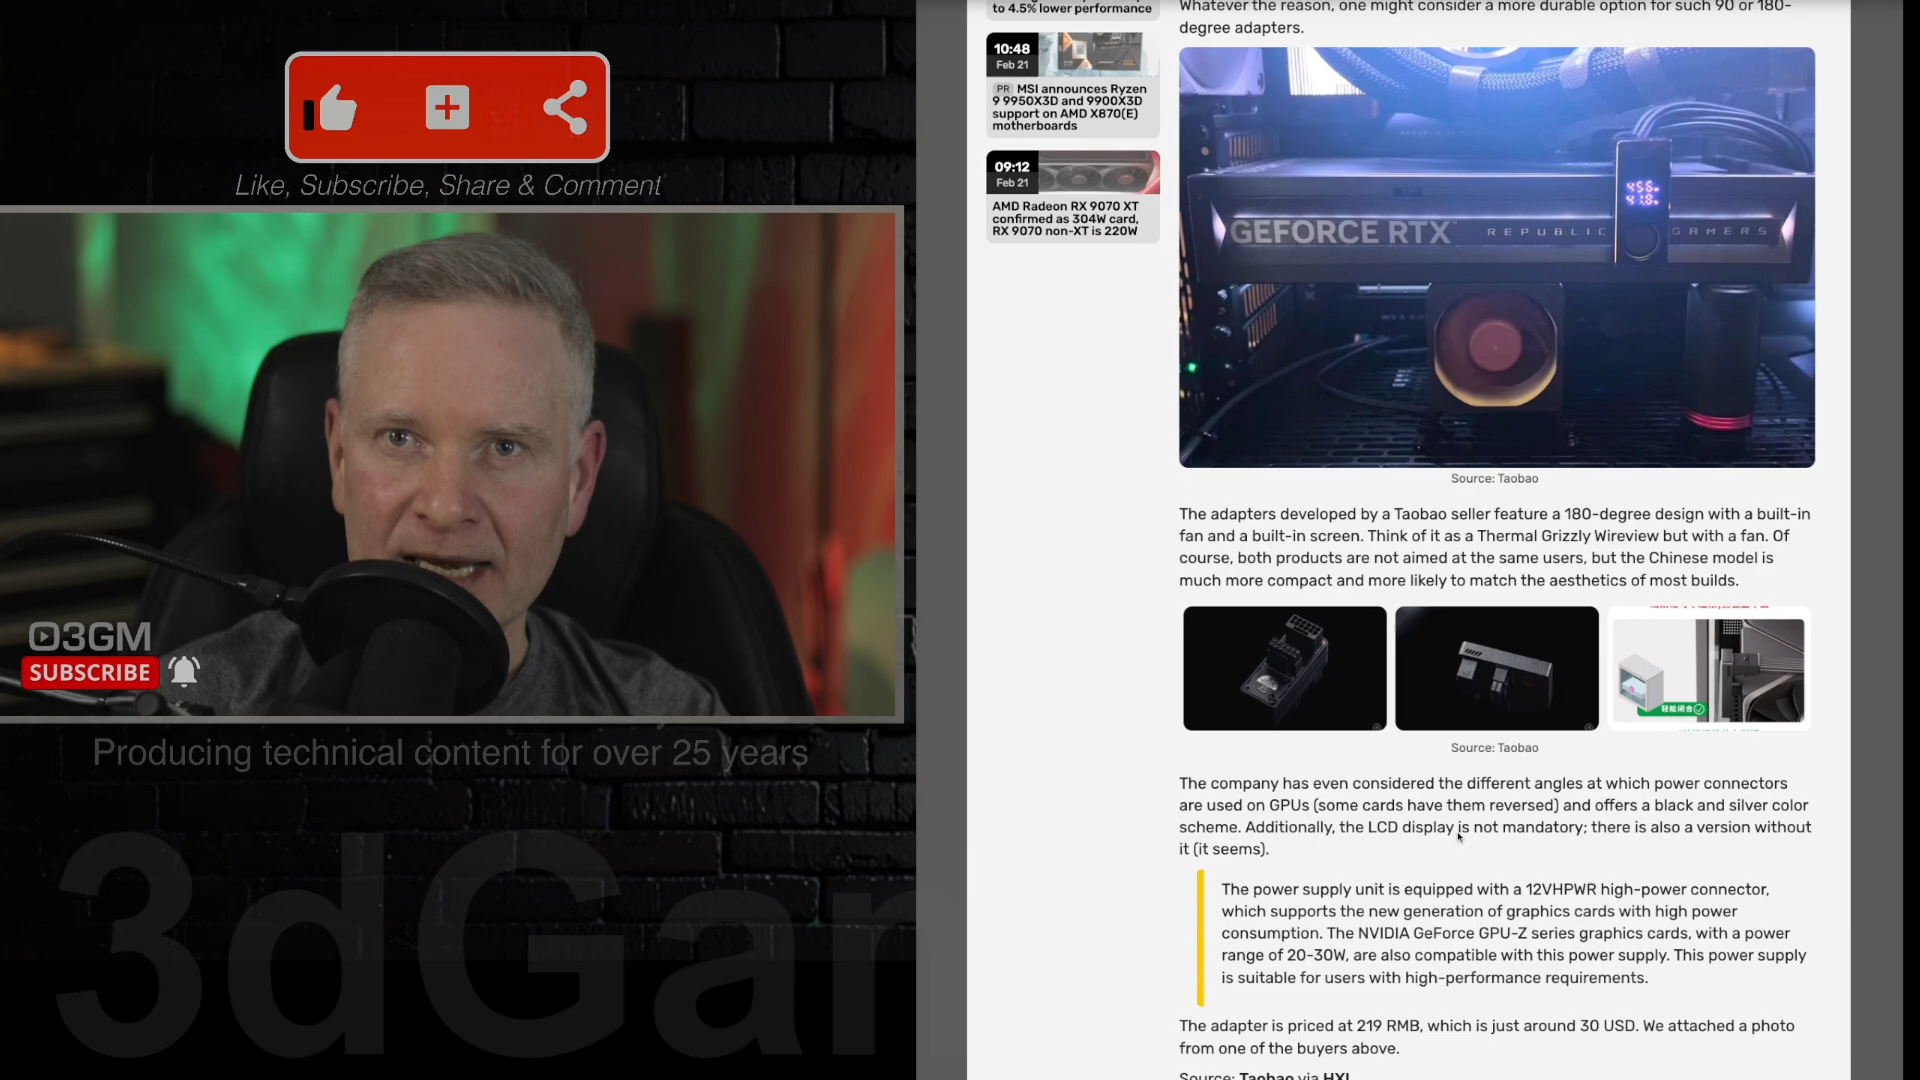 Like, Subscribe, Share & Comment
O3GM
SUBSCRIBE
Producing technical content for over 25 years
3dGam
to 4.5% lower performance
10:48
Feb 21
PR MSI announces Ryzen
9 9950X3D and 9900X3D
support on AMD X870(E)
motherboards
09:12
Feb 21
AMD Radeon RX 9070 XT
confirmed as 304W card,
RX 9070 non-XT is 220W
Whatever the reason, one might consider a more durable option for such 90 or 180-
degree adapters.
GEFORCE RTX
REPUBLIC GAMERS
Source: Taobao
The adapters developed by a Taobao seller feature a 180-degree design with a built-in
fan and a built-in screen. Think of it as a Thermal Grizzly Wireview but with a fan. Of
course, both products are not aimed at the same users, but the Chinese model is
much more compact and more likely to match the aesthetics of most builds.
轻松闭合
Source: Taobao
The company has even considered the different angles at which power connectors
are used on GPUs (some cards have them reversed) and offers a black and silver color
scheme. Additionally, the LCD display is not mandatory; there is also a version without
it (it seems).
The power supply unit is equipped with a 12VHPWR high-power connector,
which supports the new generation of graphics cards with high power
consumption. The NVIDIA GeForce GPU-Z series graphics cards, with a power
range of 20-30W, are also compatible with this power supply. This power supply
is suitable for users with high-performance requirements.
The adapter is priced at 219 RMB, which is just around 30 USD. We attached a photo
from one of the buyers above.
Source: Taobao via HXL